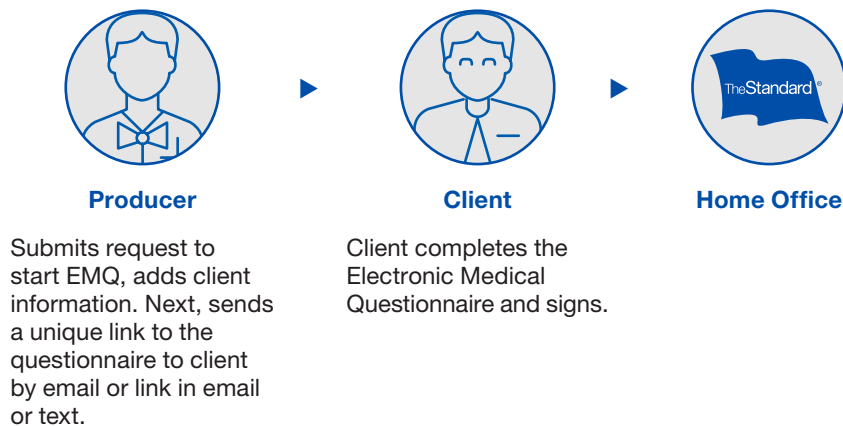 TheStandard®
Producer
Client
Home Office
Submits request to
start EMQ, adds client
information. Next, sends
a unique link to the
questionnaire to client
by email or link in email
or text.
Client completes the
Electronic Medical
Questionnaire and signs.